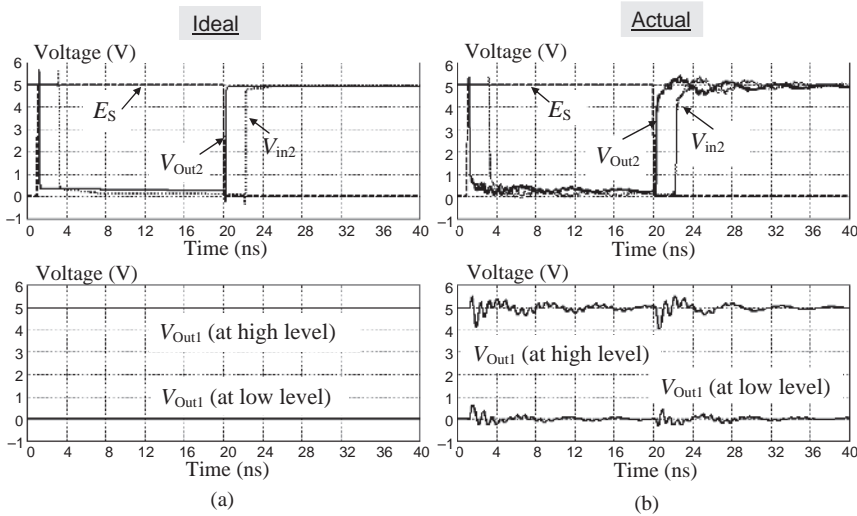 Ideal
Voltage (V)
6
5
4
3
2
1
0
−1
E_S
V_Out2
V_in2
0 4 8 12 16 20 24 28 32 36 40
Time (ns)
Voltage (V)
6
5
4
3
2
1
0
−1
V_Out1 (at high level)
V_Out1 (at low level)
0 4 8 12 16 20 24 28 32 36 40
Time (ns)
(a)
Actual
Voltage (V)
6
5
4
3
2
1
0
−1
E_S
V_Out2
V_in2
0 4 8 12 16 20 24 28 32 36 40
Time (ns)
Voltage (V)
6
5
4
3
2
1
0
−1
V_Out1 (at high level)
V_Out1 (at low level)
0 4 8 12 16 20 24 28 32 36 40
Time (ns)
(b)